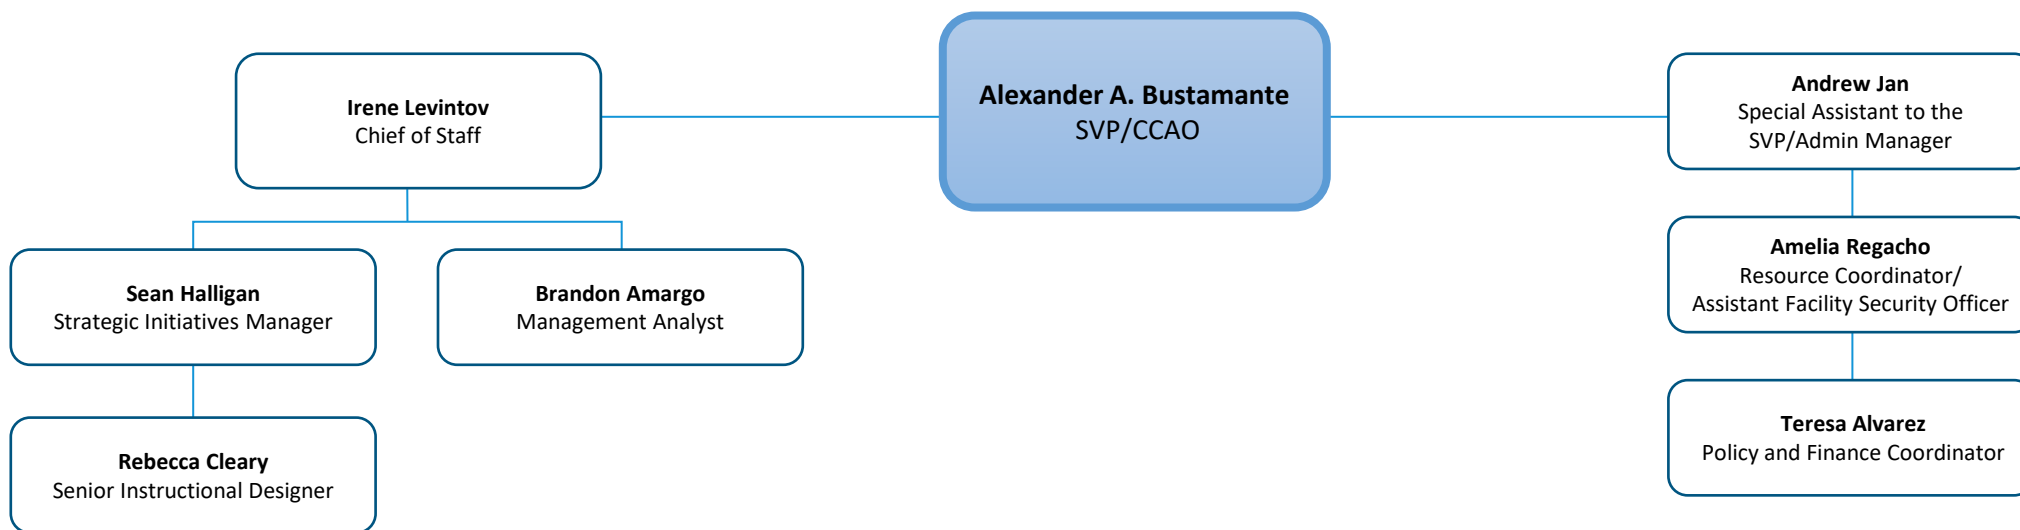 Alexander A. Bustamante
SVP/CCAO
Irene Levintov
Chief of Staff
Andrew Jan
Special Assistant to the
SVP/Admin Manager
Sean Halligan
Strategic Initiatives Manager
Brandon Amargo
Management Analyst
Amelia Regacho
Resource Coordinator/
Assistant Facility Security Officer
Rebecca Cleary
Senior Instructional Designer
Teresa Alvarez
Policy and Finance Coordinator